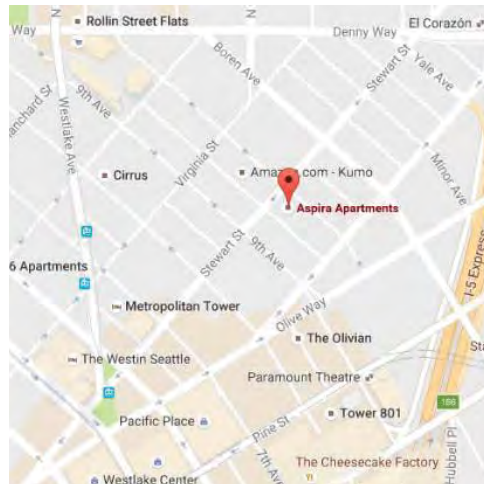 Rollin Street Flats
El Corazón
Way
Denny Way
Boren Ave
Stewart St
Yale Ave
9th Ave
Westlake Ave
Virginia St
Minor Ave
Cirrus
Amazon.com - Kumo
Aspira Apartments
9th Ave
Stewart St
6 Apartments
I-5 Express
Metropolitan Tower
Olive Way
The Olivian
The Westin Seattle
Paramount Theatre
Pacific Place
Pine St
Tower 801
166
Westlake Center
7th Ave
The Cheesecake Factory
Hubbell Pl